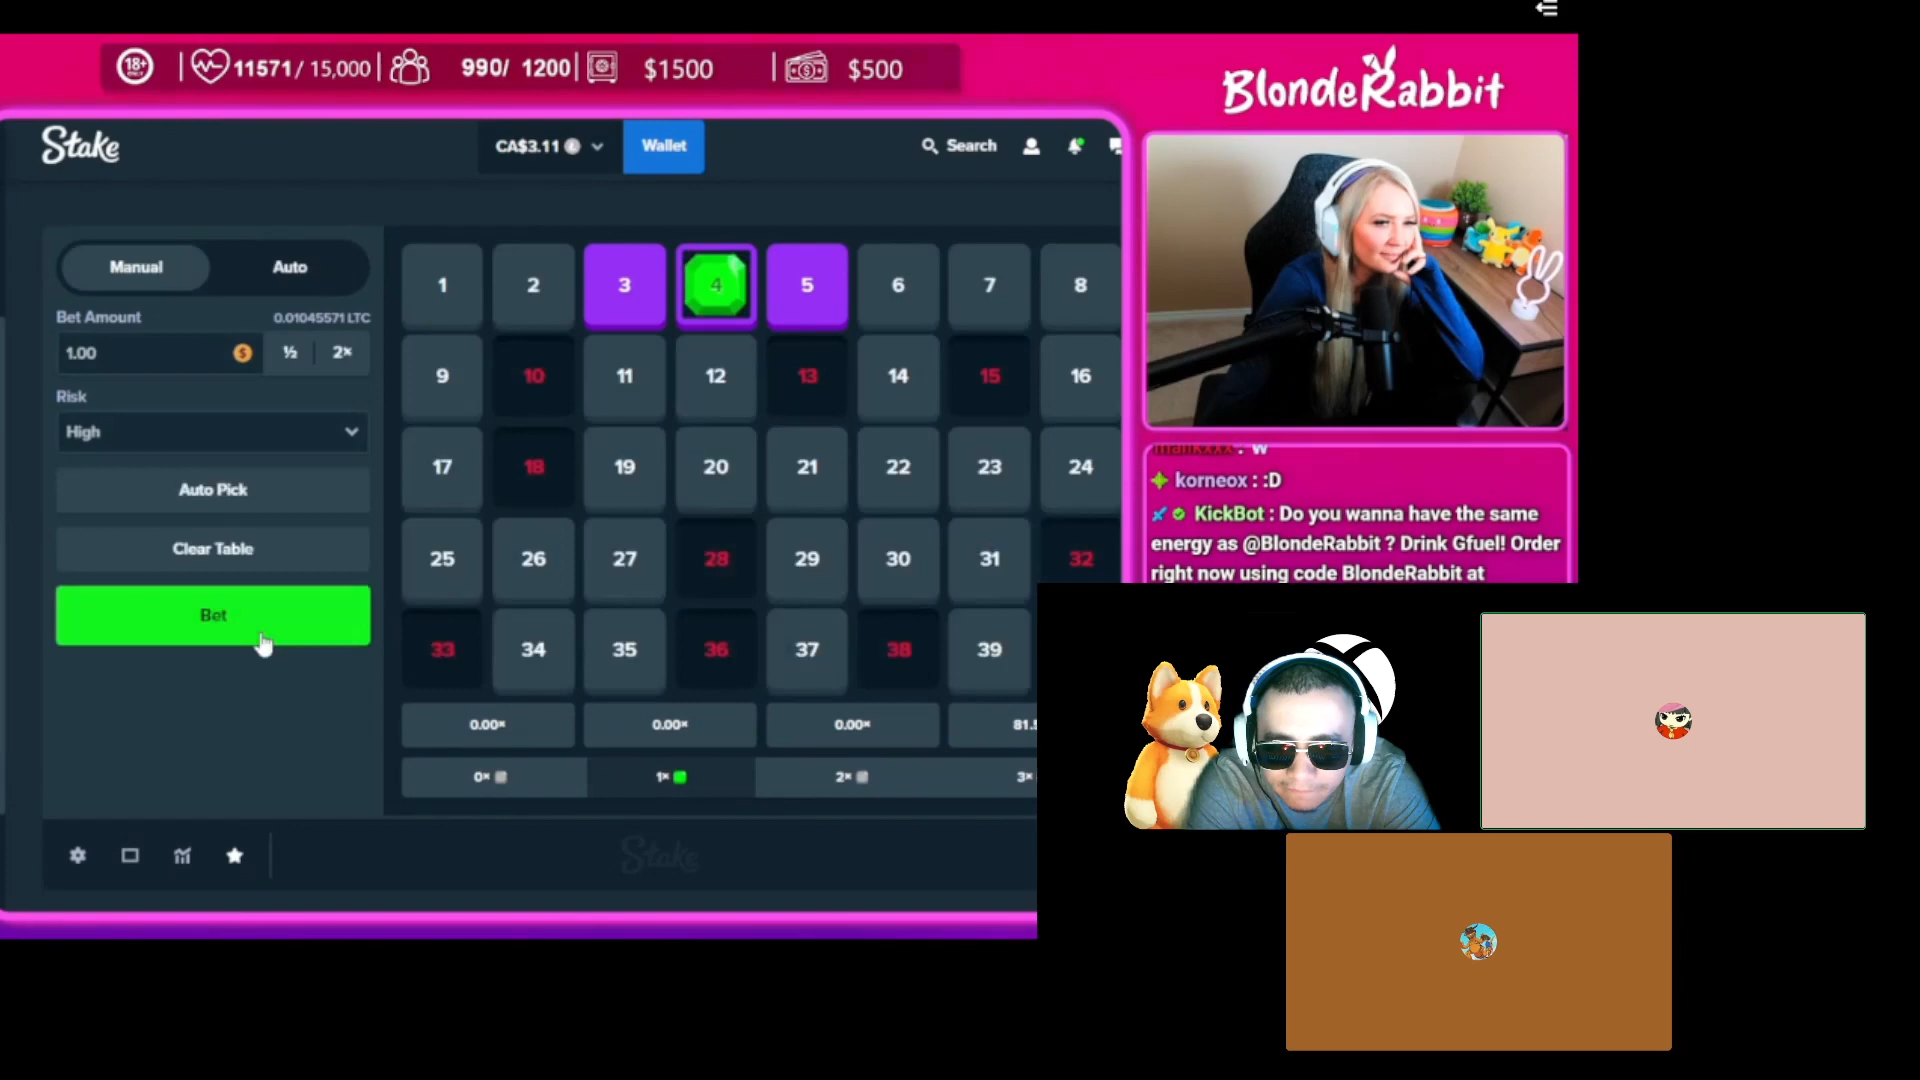 18+
ONLY
11571 / 15,000
990/ 1200
$1500
$500
BlondeRabbit
Stake
CA$3.11
Wallet
Search
Manual
Auto
Bet Amount
0.01045571 LTC
1.00
½
2×
Risk
High
Auto Pick
Clear Table
Bet
1 2 3 4 5 6 7 8
9 10 11 12 13 14 15 16
17 18 19 20 21 22 23 24
25 26 27 28 29 30 31 32
33 34 35 36 37 38 39
0.00× 0.00× 0.00× 81.5
0× 1× 2× 3×
Stake
: W
korneox : :D
KickBot : Do you wanna have the same
energy as @BlondeRabbit ? Drink Gfuel! Order
right now using code BlondeRabbit at